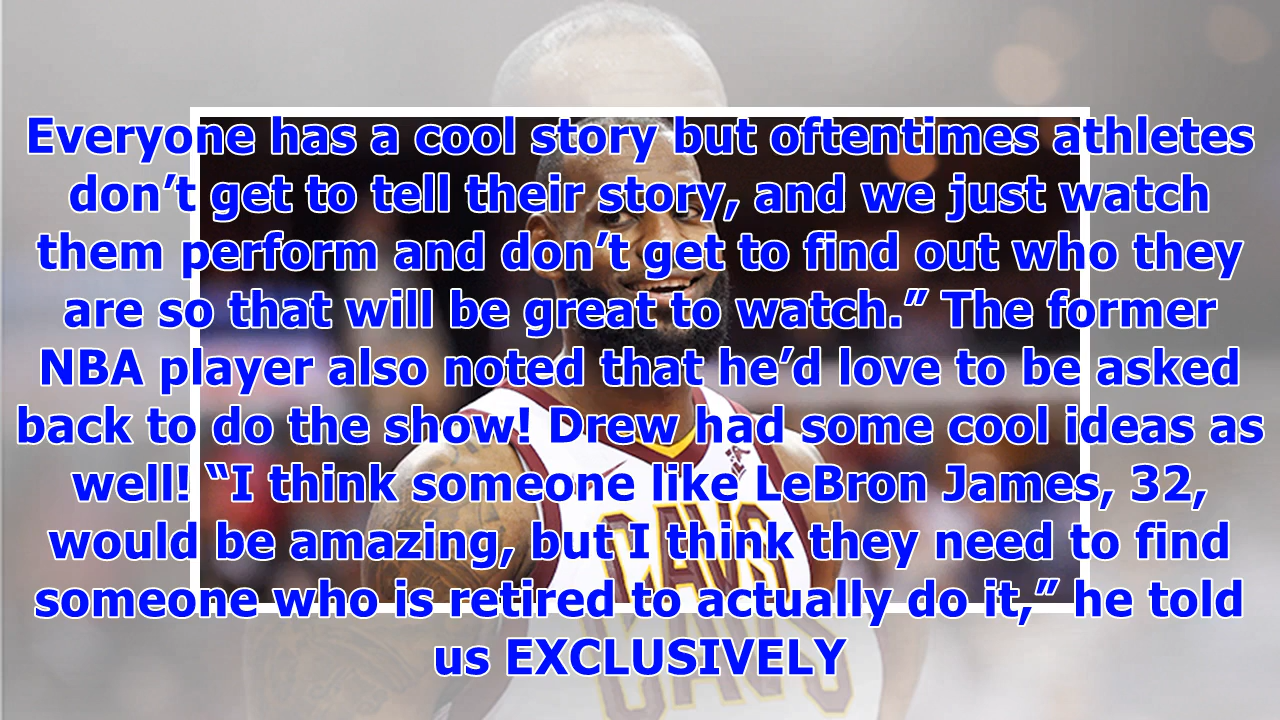 Everyone has a cool story but oftentimes athletes
don’t get to tell their story, and we just watch
them perform and don’t get to find out who they
are so that will be great to watch.” The former
NBA player also noted that he’d love to be asked
back to do the show! Drew had some cool ideas as
well! “I think someone like LeBron James, 32,
would be amazing, but I think they need to find
someone who is retired to actually do it,” he told
us EXCLUSIVELY
CAVS
CAVS